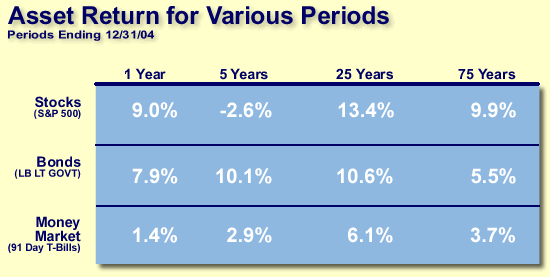 Asset Return for Various Periods
Periods Ending 12/31/04
1 Year 5 Years 25 Years 75 Years
Stocks
(S&P 500)
9.0% -2.6% 13.4% 9.9%
Bonds
(LB LT GOVT)
7.9% 10.1% 10.6% 5.5%
Money
Market
(91 Day T-Bills)
1.4% 2.9% 6.1% 3.7%